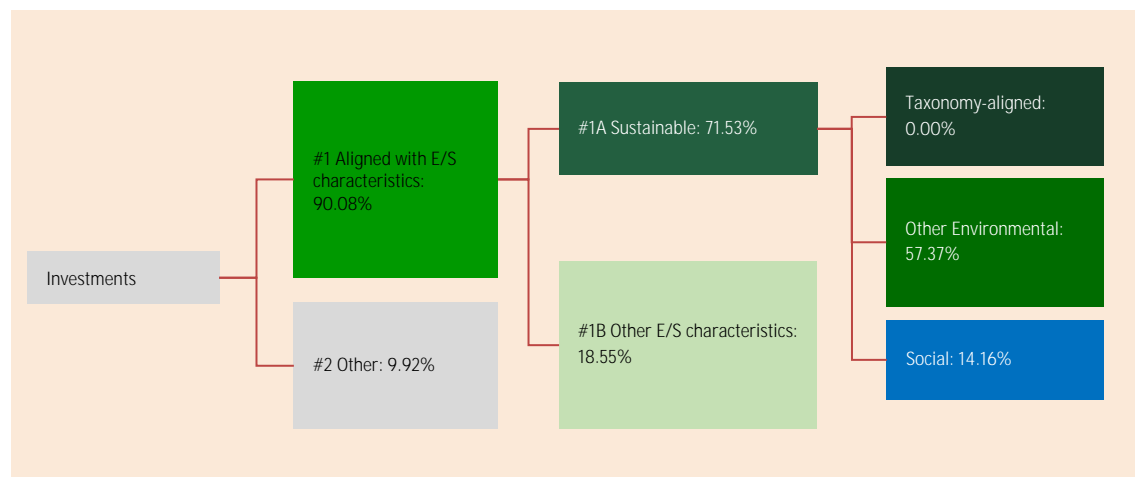 Investments
#1 Aligned with E/S
characteristics:
90.08%
#2 Other: 9.92%
#1A Sustainable: 71.53%
#1B Other E/S characteristics:
18.55%
Taxonomy-aligned:
0.00%
Other Environmental:
57.37%
Social: 14.16%